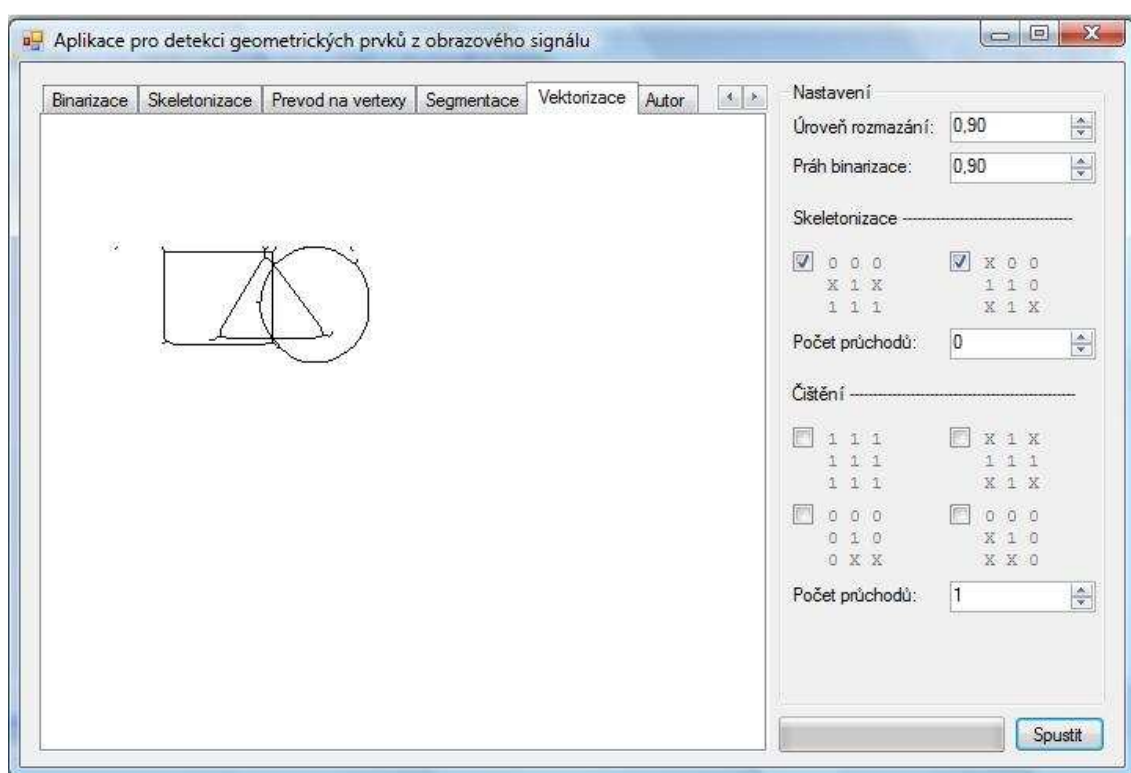 Aplikace pro detekci geometrických prvků z obrazového signálu
Binarizace Skeletonizace Prevod na vertexy Segmentace Vektorizace Autor
Nastavení
Úroveň rozmazání: 0,90
Práh binarizace: 0,90
Skeletonizace
0 0 0 X 0 0
X 1 X 1 1 0
1 1 1 X 1 X
Počet průchodů: 0
Čištění
1 1 1 X 1 X
1 1 1 1 1 1
1 1 1 X 1 X
0 0 0 0 0 0
0 1 0 X 1 0
0 X X X X 0
Počet průchodů: 1
Spustit